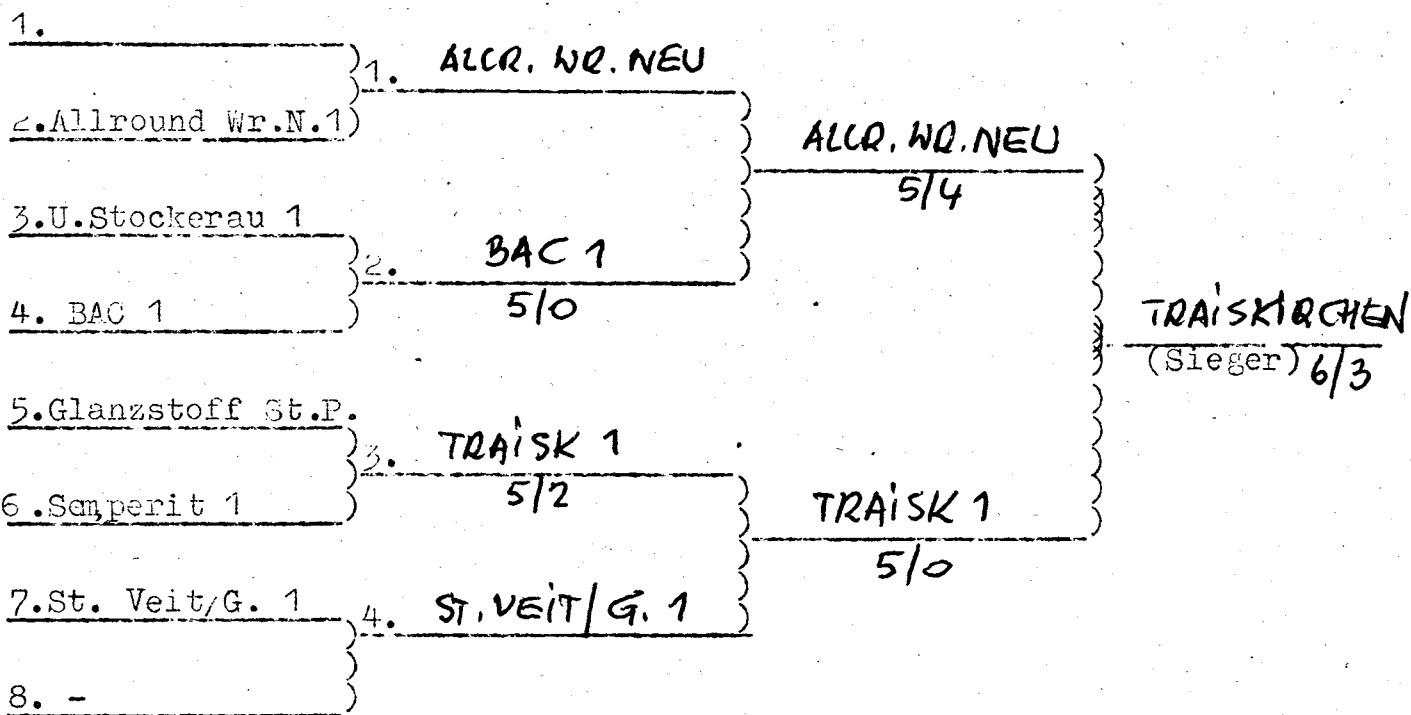 1.
1. ALLR. WR. NEU
2.Allround Wr.N.1
ALLR. WR. NEU
5/4
3.U.Stockerau 1
2. BAC 1
5/0
4. BAC 1
TRAISKIRCHEN
(Sieger) 6/3
5.Glanzstoff St.P.
3. TRAISK 1
5/2
6.Semperit 1
TRAISK 1
5/0
7.St. Veit/G. 1
4. ST. VEIT/G. 1
8. -